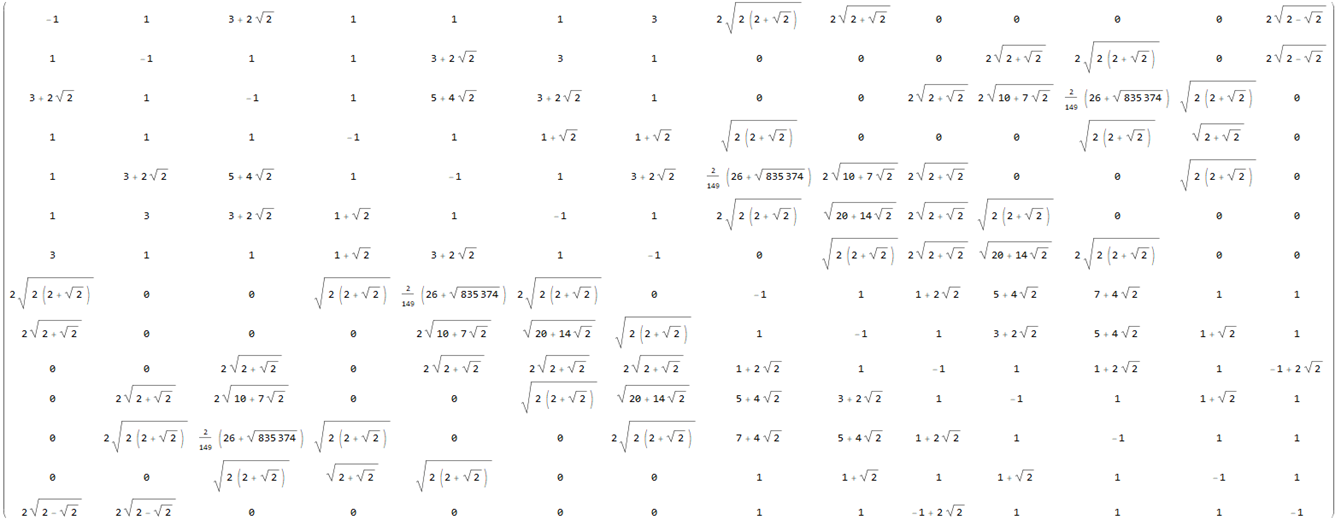 -1 1 3+2√2 1 1 1 3 2√(2(2+√2)) 2√(2+√2) 0 0 0 0 2√(2-√2)
1 -1 1 1 3+2√2 3 1 0 0 0 2√(2+√2) 2√(2(2+√2)) 0 2√(2-√2)
3+2√2 1 -1 1 5+4√2 3+2√2 1 0 0 2√(2+√2) 2√(10+7√2) 2/149 (26+√835374) √(2(2+√2)) 0
1 1 1 -1 1 1+√2 1+√2 √(2(2+√2)) 0 0 0 √(2(2+√2)) √(2+√2) 0
1 3+2√2 5+4√2 1 -1 1 3+2√2 2/149 (26+√835374) 2√(10+7√2) 2√(2+√2) 0 0 √(2(2+√2)) 0
1 3 3+2√2 1+√2 1 -1 1 2√(2(2+√2)) √(20+14√2) 2√(2+√2) √(2(2+√2)) 0 0 0
3 1 1 1+√2 3+2√2 1 -1 0 √(2(2+√2)) 2√(2+√2) √(20+14√2) 2√(2(2+√2)) 0 0
2√(2(2+√2)) 0 0 √(2(2+√2)) 2/149 (26+√835374) 2√(2(2+√2)) 0 -1 1 1+2√2 5+4√2 7+4√2 1 1
2√(2+√2) 0 0 0 2√(10+7√2) √(20+14√2) √(2(2+√2)) 1 -1 1 3+2√2 5+4√2 1+√2 1
0 0 2√(2+√2) 0 2√(2+√2) 2√(2+√2) 2√(2+√2) 1+2√2 1 -1 1 1+2√2 1 -1+2√2
0 2√(2+√2) 2√(10+7√2) 0 0 √(2(2+√2)) √(20+14√2) 5+4√2 3+2√2 1 -1 1 1+√2 1
0 2√(2(2+√2)) 2/149 (26+√835374) √(2(2+√2)) 0 0 2√(2(2+√2)) 7+4√2 5+4√2 1+2√2 1 -1 1 1
0 0 √(2(2+√2)) √(2+√2) √(2(2+√2)) 0 0 1 1+√2 1 1+√2 1 -1 1
2√(2-√2) 2√(2-√2) 0 0 0 0 0 1 1 -1+2√2 1 1 1 -1